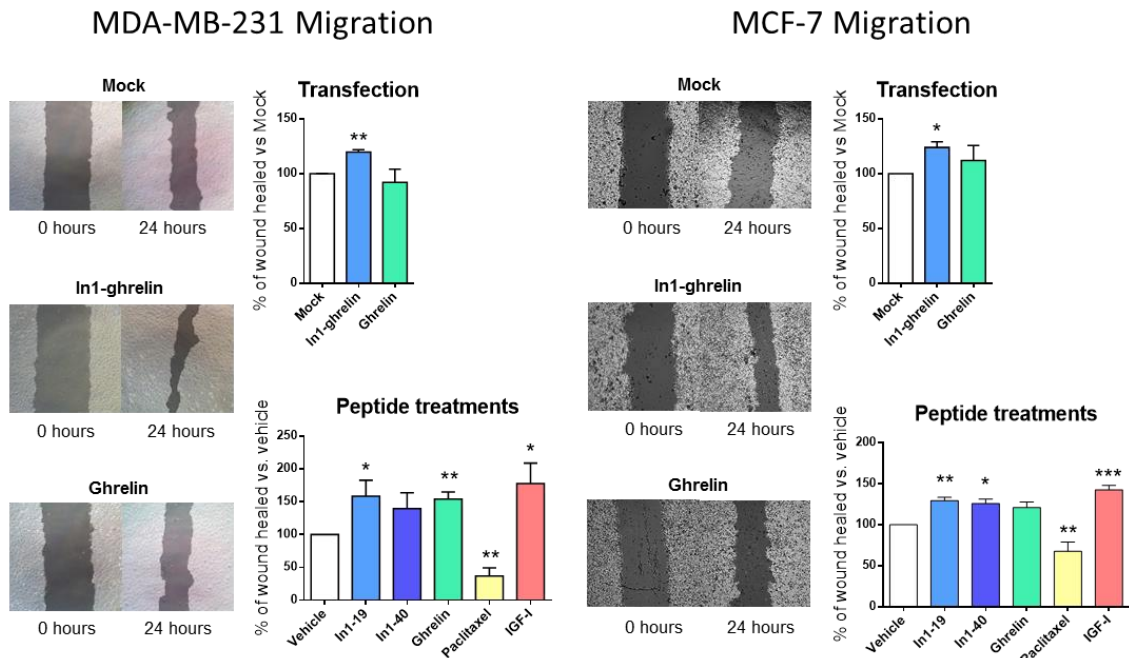 MDA-MB-231 Migration
Mock
0 hours
24 hours
In1-ghrelin
0 hours
24 hours
Ghrelin
0 hours
24 hours
Transfection
% of wound healed vs Mock
150
100
50
0
**
Mock
In1-ghrelin
Ghrelin
Peptide treatments
% of wound healed vs. vehicle
250
200
150
100
50
0
*
**
**
*
Vehicle
In1-19
In1-40
Ghrelin
Paclitaxel
IGF-I
MCF-7 Migration
Mock
0 hours
24 hours
In1-ghrelin
0 hours
24 hours
Ghrelin
0 hours
24 hours
Transfection
% of wound healed vs Mock
150
100
50
0
*
Mock
In1-ghrelin
Ghrelin
Peptide treatments
% of wound healed vs. vehicle
200
150
100
50
0
**
*
**
***
Vehicle
In1-19
In1-40
Ghrelin
Paclitaxel
IGF-I